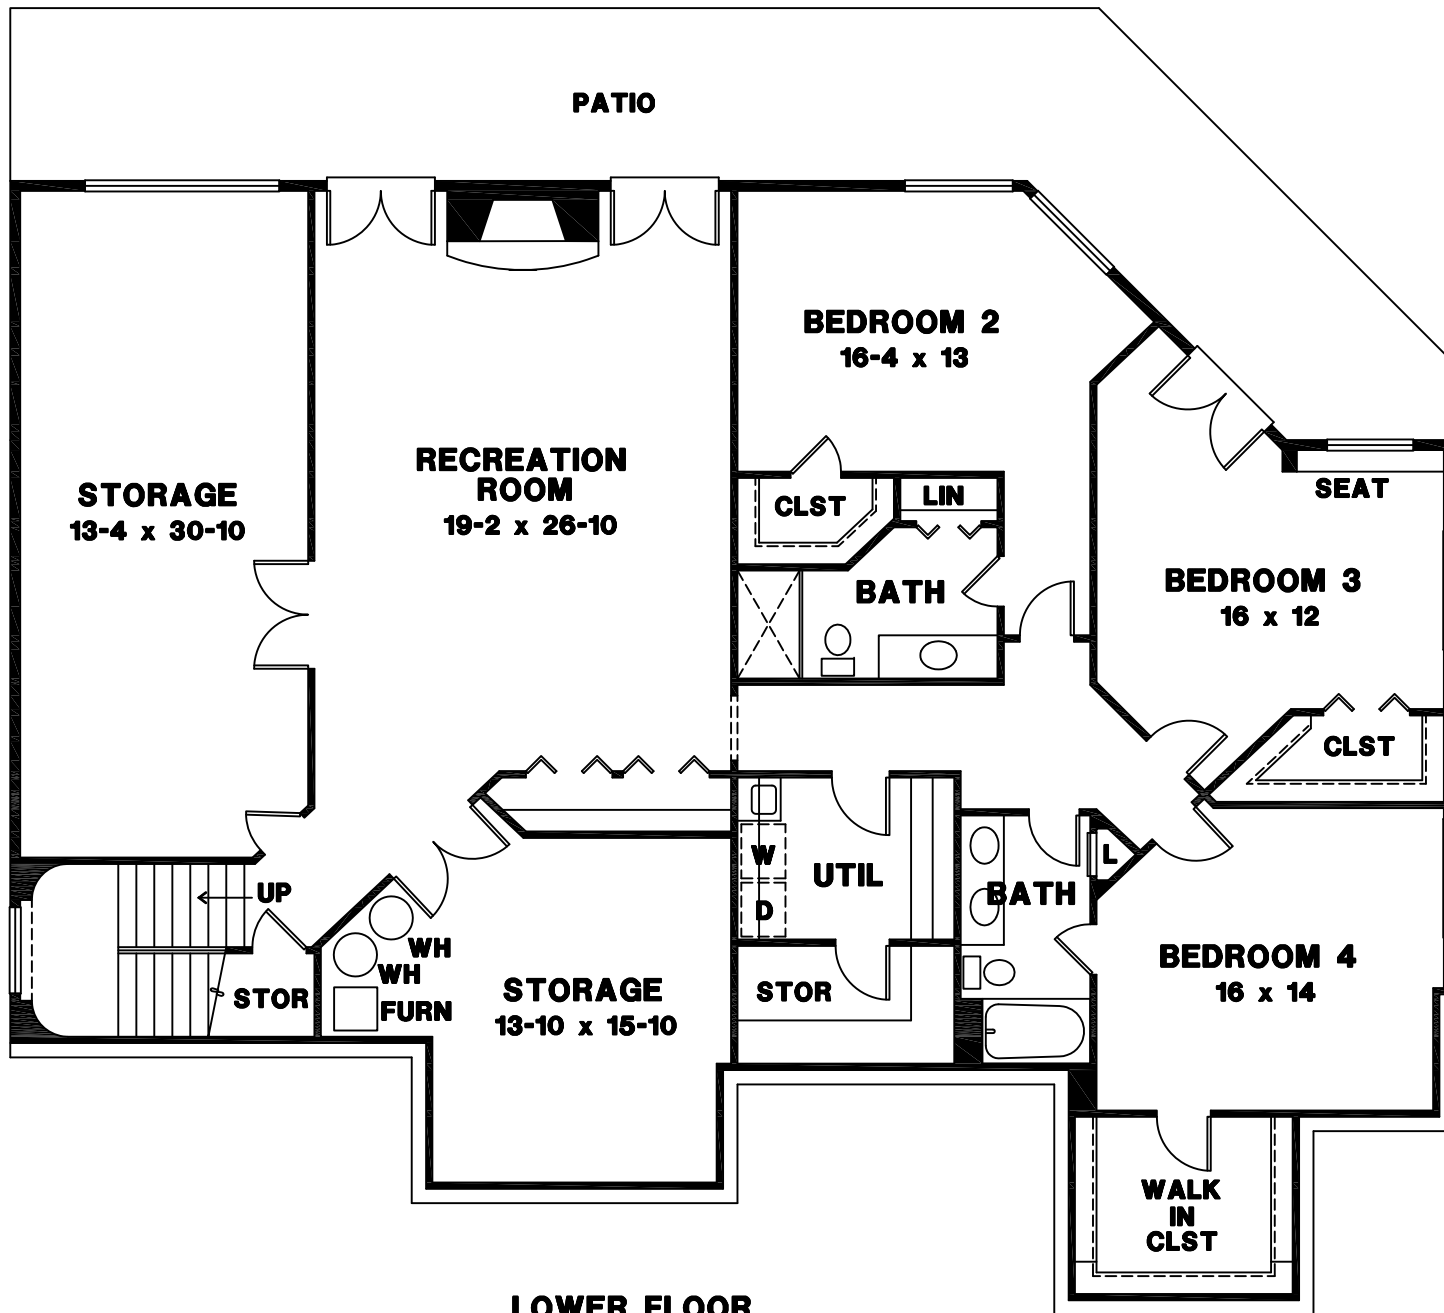 PATIO
BEDROOM 2
16-4 x 13
RECREATION
ROOM
19-2 x 26-10
STORAGE
13-4 x 30-10
CLST
LIN
SEAT
BATH
BEDROOM 3
16 x 12
CLST
W
D
UTIL
L
BATH
UP
WH
WH
FURN
STOR
STORAGE
13-10 x 15-10
STOR
BEDROOM 4
16 x 14
WALK
IN
CLST
LOWER FLOOR